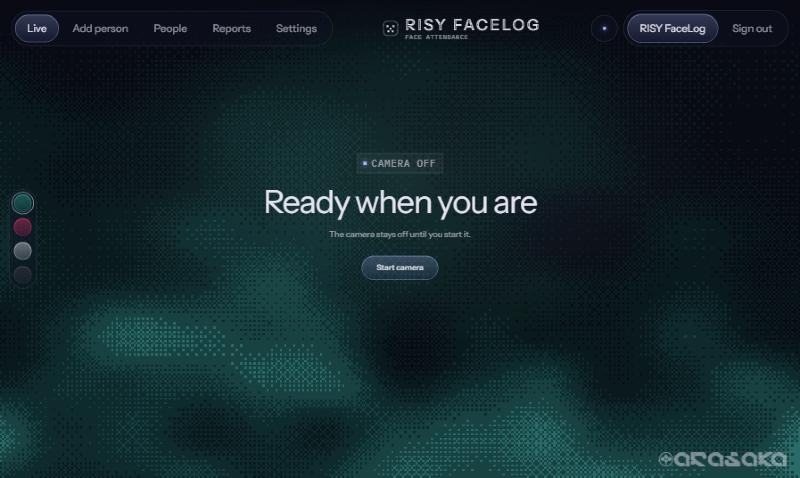 Live
Add person
People
Reports
Settings
RISY FACELOG
FACE ATTENDANCE
RISY FaceLog
Sign out
CAMERA OFF
Ready when you are
The camera stays off until you start it.
Start camera
arasaka